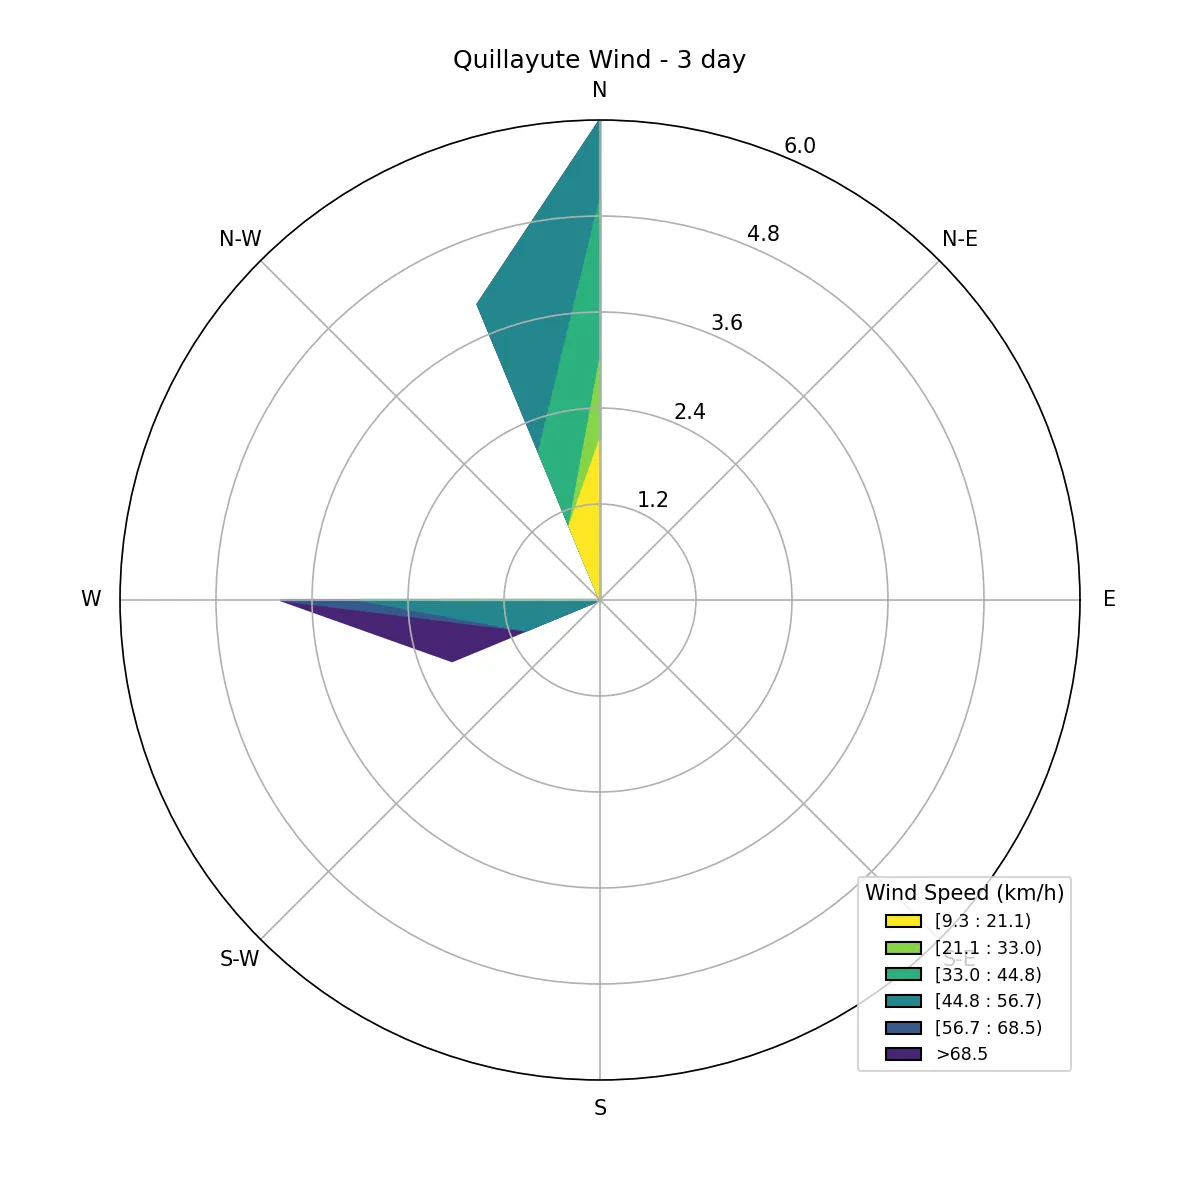 Quillayute Wind - 3 day
N
6.0
N-W
N-E
4.8
3.6
2.4
1.2
W
E
S-W
S-E
S
Wind Speed (km/h)
[9.3 : 21.1)
[21.1 : 33.0)
[33.0 : 44.8)
[44.8 : 56.7)
[56.7 : 68.5)
>68.5